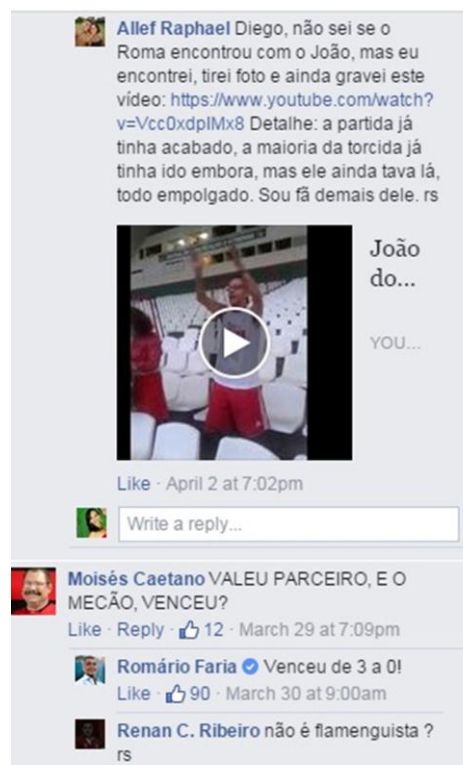 Allef Raphael Diego, não sei se o
Roma encontrou com o João, mas eu
encontrei, tirei foto e ainda gravei este
vídeo: https://www.youtube.com/watch?
v=Vcc0xdpIMx8 Detalhe: a partida já
tinha acabado, a maioria da torcida já
tinha ido embora, mas ele ainda tava lá,
todo empolgado. Sou fã demais dele. rs
João
do...
YOU...
Like · April 2 at 7:02pm
Write a reply...
Moisés Caetano VALEU PARCEIRO, E O
MECÃO, VENCEU?
Like · Reply · 12 · March 29 at 7:09pm
Romário Faria Venceu de 3 a 0!
Like · 90 · March 30 at 9:00am
Renan C. Ribeiro não é flamenguista ?
rs